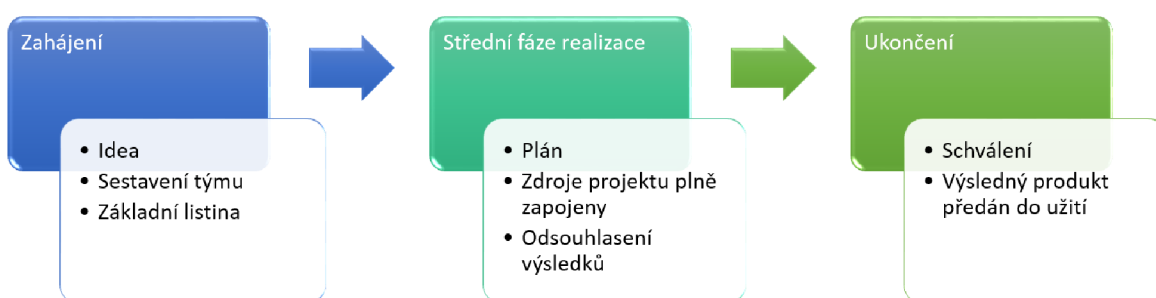 Zahájení
• Idea
• Sestavení týmu
• Základní listina
Střední fáze realizace
• Plán
• Zdroje projektu plně
zapojeny
• Odsouhlasení
výsledků
Ukončení
• Schválení
• Výsledný produkt
předán do užití